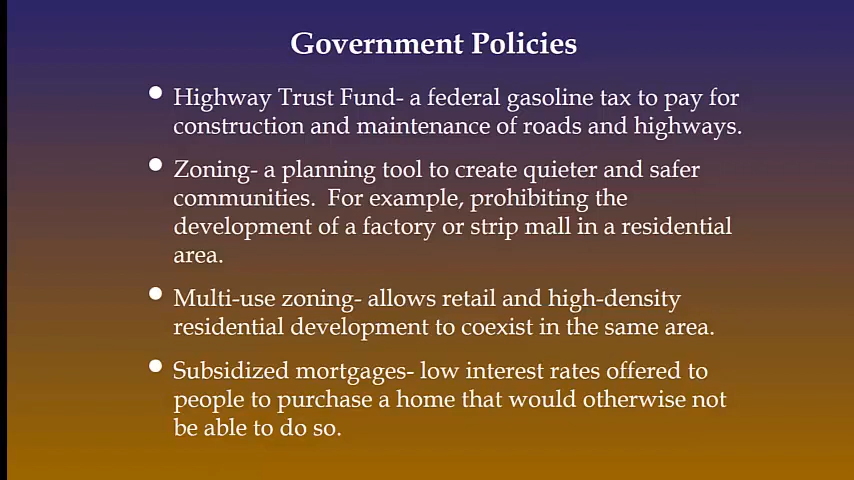 Government Policies
• Highway Trust Fund- a federal gasoline tax to pay for
construction and maintenance of roads and highways.
• Zoning- a planning tool to create quieter and safer
communities.  For example, prohibiting the
development of a factory or strip mall in a residential
area.
• Multi-use zoning- allows retail and high-density
residential development to coexist in the same area.
• Subsidized mortgages- low interest rates offered to
people to purchase a home that would otherwise not
be able to do so.